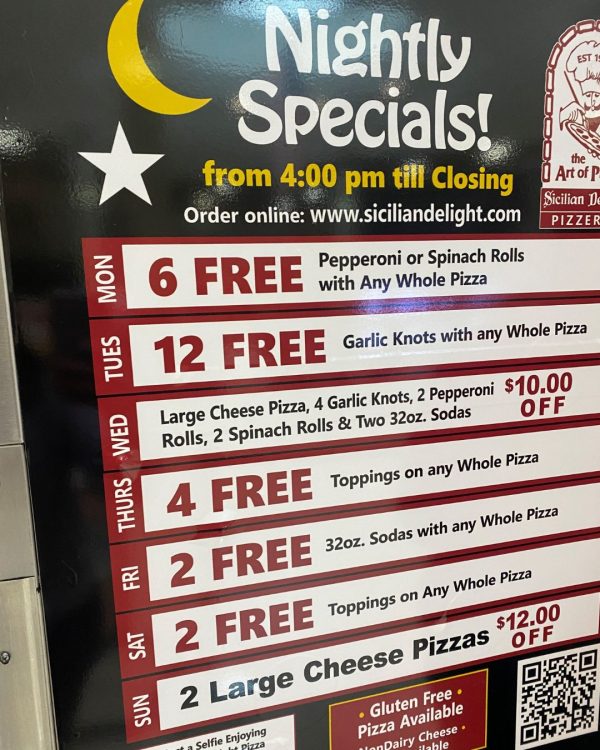 Nightly
Specials!
from 4:00 pm till Closing
Order online: www.siciliandelight.com
the
Art of
Sicilian
MON
6 FREE
Pepperoni or Spinach Rolls
with Any Whole Pizza
TUES
12 FREE
Garlic Knots with any Whole Pizza
WED
Large Cheese Pizza, 4 Garlic Knots, 2 Pepperoni
Rolls, 2 Spinach Rolls & Two 32oz. Sodas
$10.00
OFF
THURS
4 FREE
Toppings on any Whole Pizza
FRI
2 FREE
32oz. Sodas with any Whole Pizza
SAT
2 FREE
Toppings on Any Whole Pizza
SUN
2 Large Cheese Pizzas
$12.00
OFF
a Selfie Enjoying
Pizza
• Gluten Free •
Pizza Available
NonDairy Cheese •